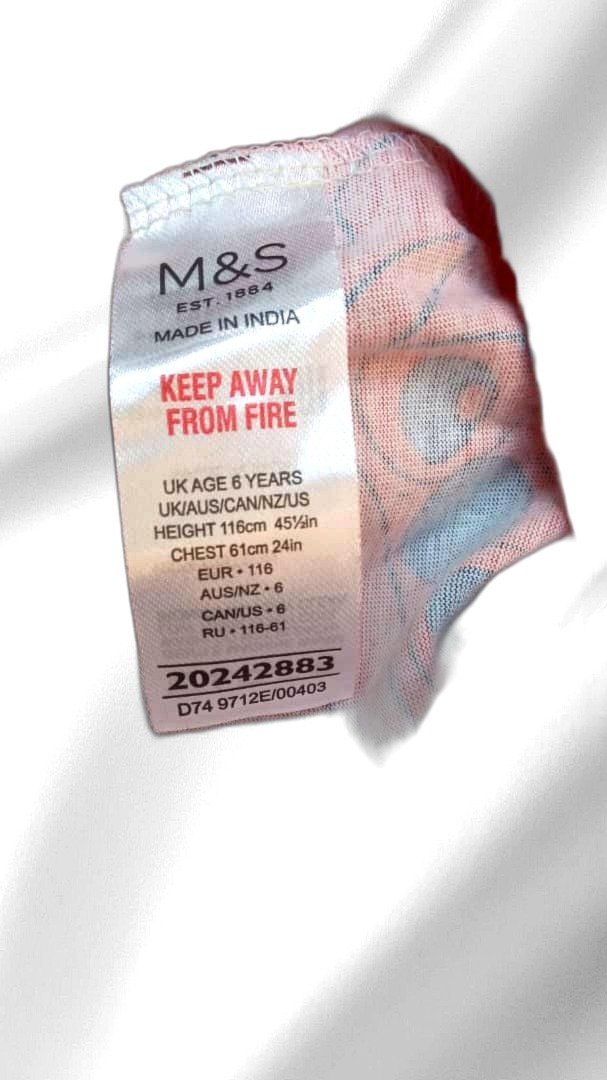 M&S
EST. 1884
MADE IN INDIA
KEEP AWAY
FROM FIRE
UK AGE 6 YEARS
UK/AUS/CAN/NZ/US
HEIGHT 116cm 45½in
CHEST 61cm 24in
EUR • 116
AUS/NZ • 6
CAN/US • 6
RU • 116-61
20242883
D74 9712E/00403